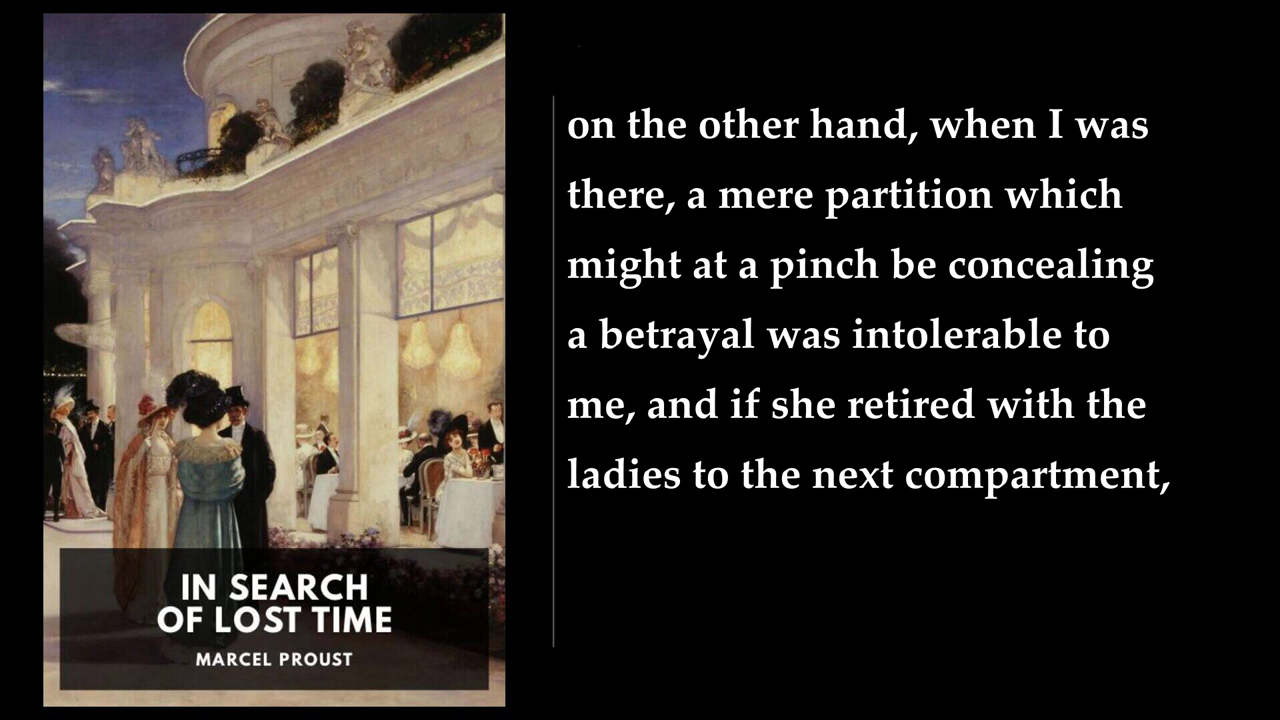 IN SEARCH
OF LOST TIME
MARCEL PROUST
on the other hand, when I was
there, a mere partition which
might at a pinch be concealing
a betrayal was intolerable to
me, and if she retired with the
ladies to the next compartment,